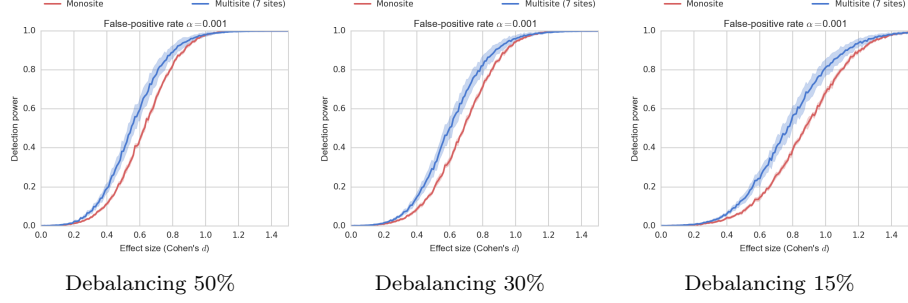 Monosite Multisite (7 sites) Monosite Multisite (7 sites) Monosite Multisite (7 sites)
False-positive rate α=0.001 False-positive rate α=0.001 False-positive rate α=0.001
1.0 1.0 1.0
0.8 0.8 0.8
0.6 0.6 0.6
0.4 0.4 0.4
0.2 0.2 0.2
0.0 0.0 0.0
Detection power Detection power Detection power
0.0 0.2 0.4 0.6 0.8 1.0 1.2 1.4 0.0 0.2 0.4 0.6 0.8 1.0 1.2 1.4 0.0 0.2 0.4 0.6 0.8 1.0 1.2 1.4
Effect size (Cohen's d) Effect size (Cohen's d) Effect size (Cohen's d)
Debalancing 50% Debalancing 30% Debalancing 15%